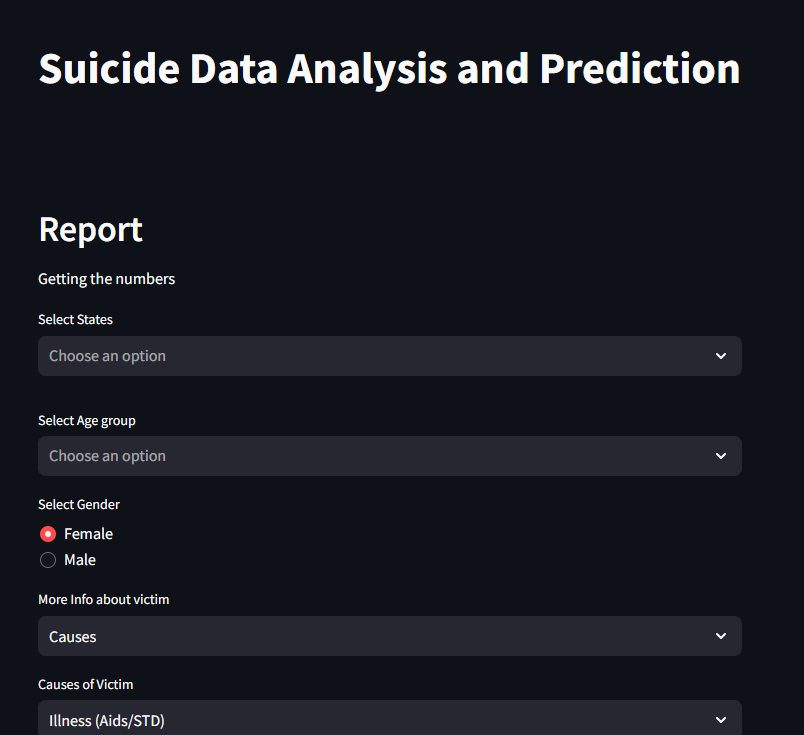 Suicide Data Analysis and Prediction
Report
Getting the numbers
Select States
Choose an option
Select Age group
Choose an option
Select Gender
Female
Male
More Info about victim
Causes
Causes of Victim
Illness (Aids/STD)